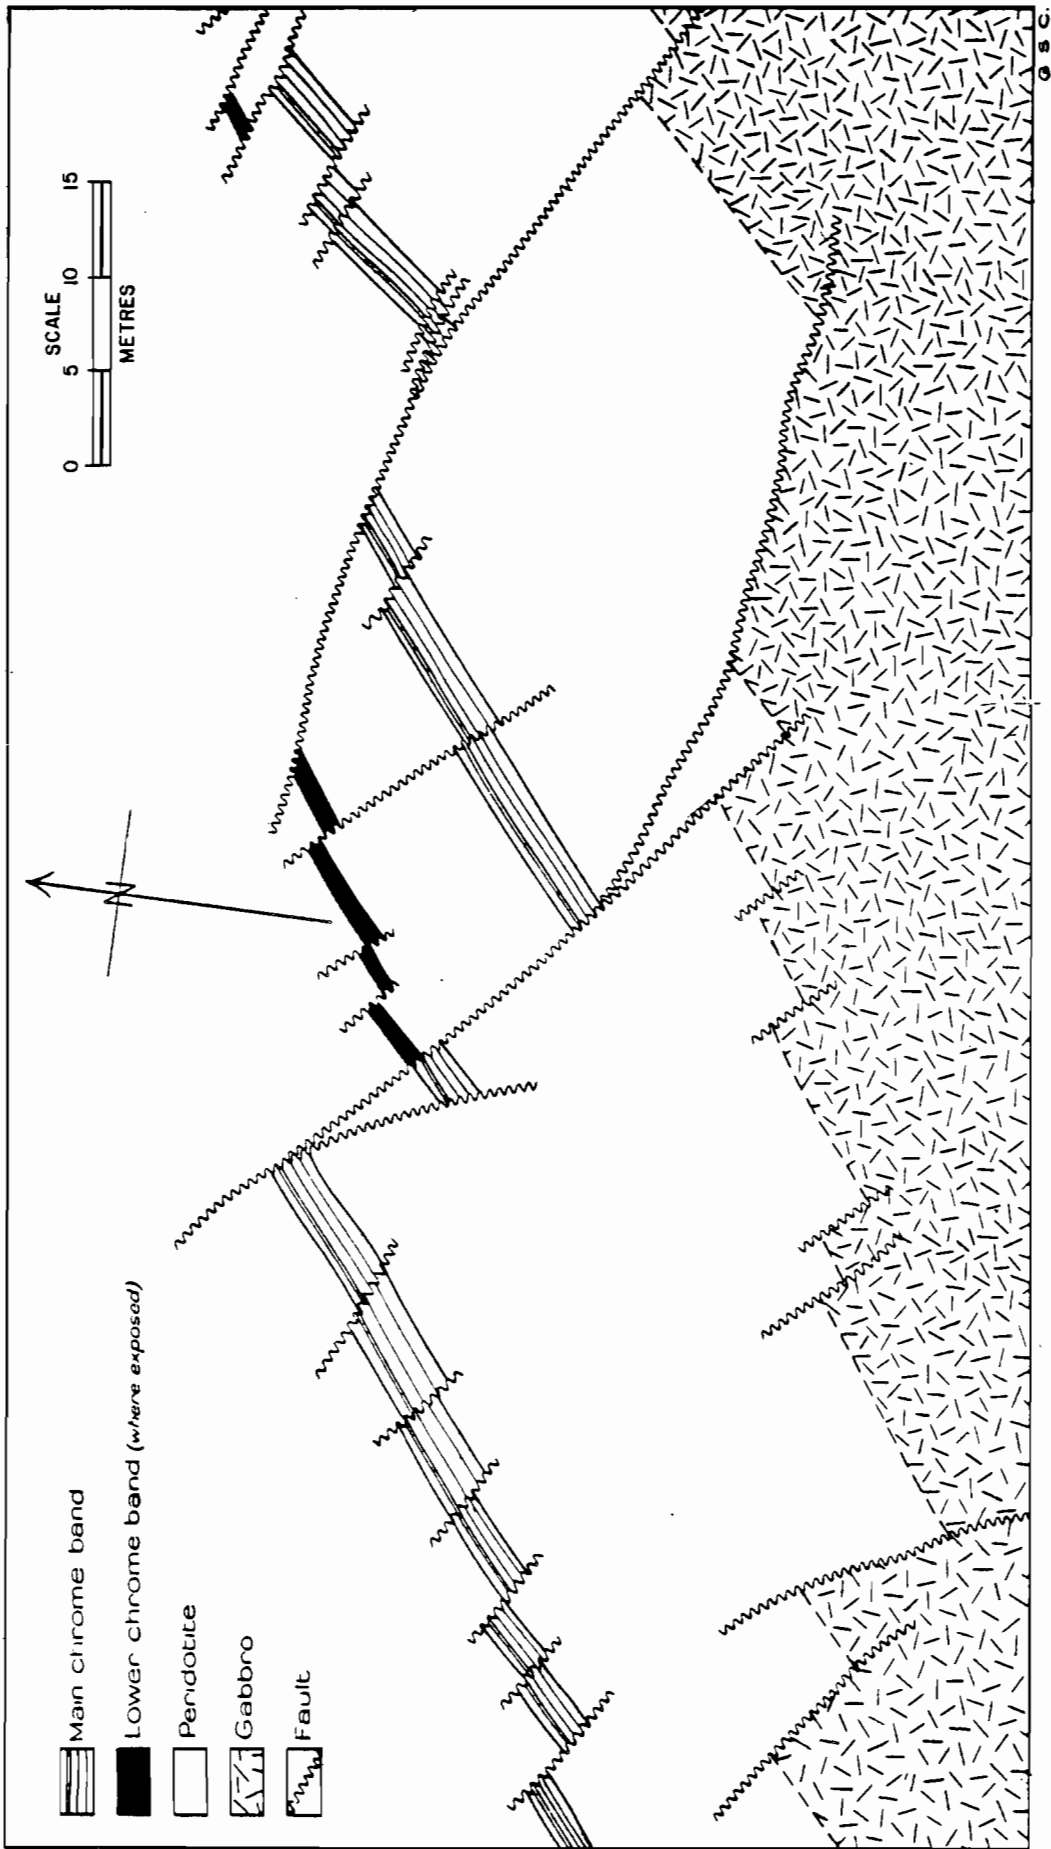 Main chrome band
Lower chrome band (where exposed)
Peridotite
Gabbro
Fault
N
SCALE
0 5 10 15
METRES
G S C.